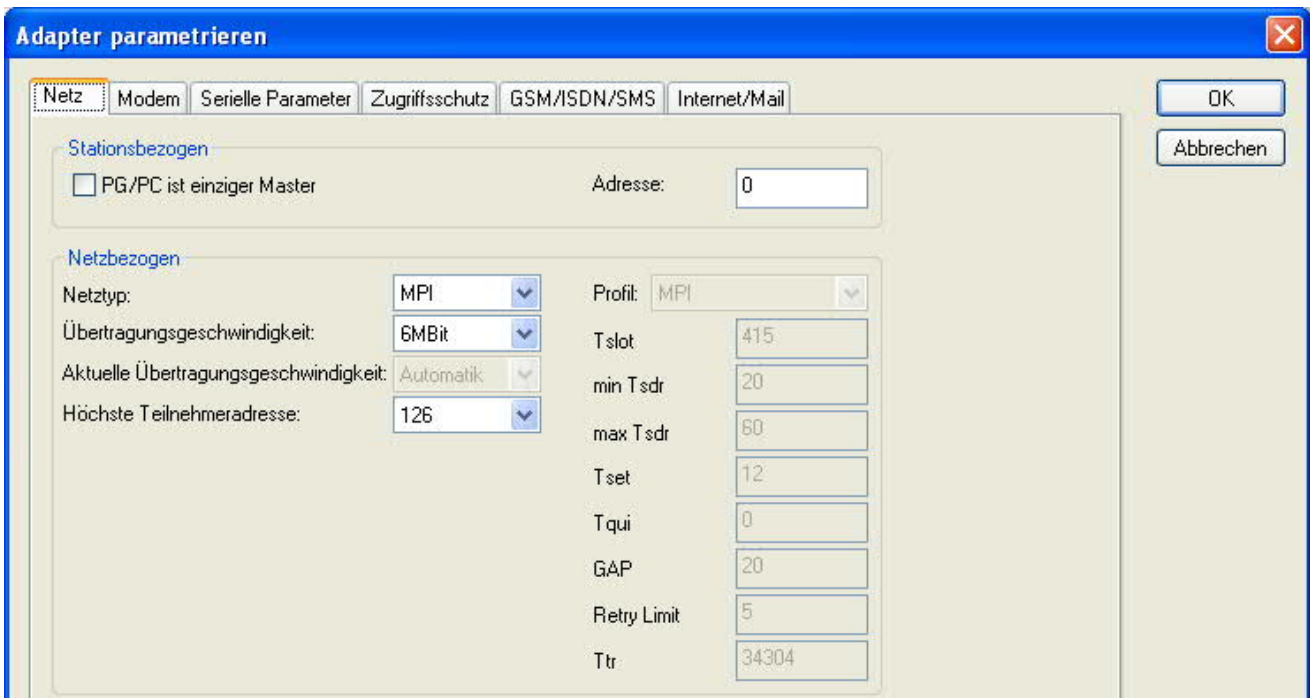 Adapter parametrieren
Netz Modem Serielle Parameter Zugriffsschutz GSM/ISDN/SMS Internet/Mail
OK
Abbrechen
Stationsbezogen
PG/PC ist einziger Master
Adresse: 0
Netzbezogen
Netztyp: MPI
Übertragungsgeschwindigkeit: 6MBit
Aktuelle Übertragungsgeschwindigkeit: Automatik
Höchste Teilnehmeradresse: 126
Profil: MPI
Tslot 415
min Tsdr 20
max Tsdr 60
Tset 12
Tqui 0
GAP 20
Retry Limit 5
Ttr 34304